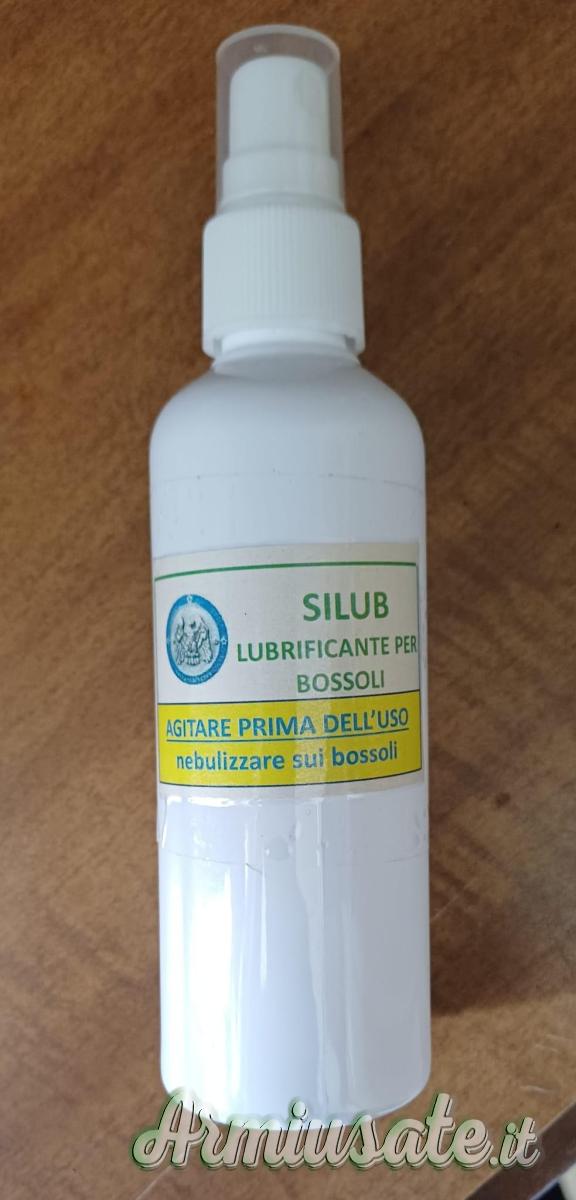 SILUB
LUBRIFICANTE PER
BOSSOLI
AGITARE PRIMA DELL'USO
nebulizzare sui bossoli
Armiusate.it